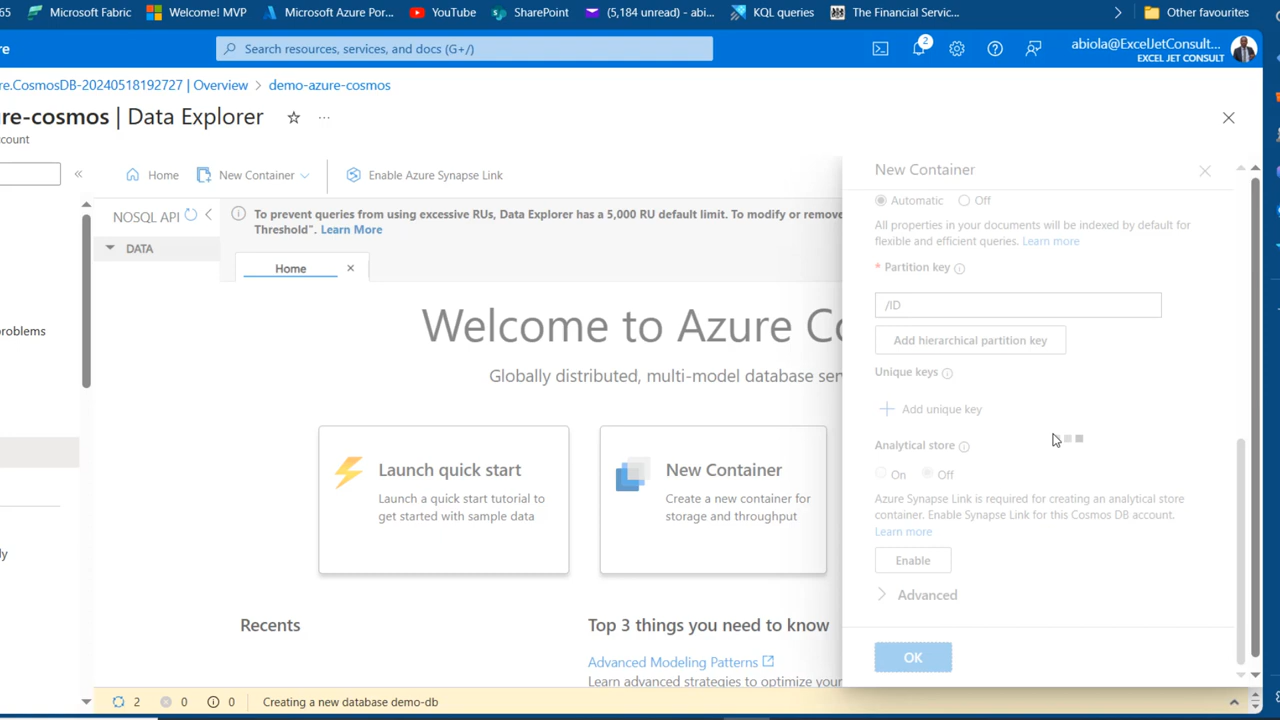 65
Microsoft Fabric
Welcome! MVP
Microsoft Azure Por...
YouTube
SharePoint
(5,184 unread) - abi...
KQL queries
The Financial Servic...
Other favourites
re
Search resources, services, and docs (G+/)
2
abiola@ExcelJetConsult...
EXCEL JET CONSULT
re.CosmosDB-20240518192727 | Overview
demo-azure-cosmos
re-cosmos | Data Explorer
count
Home
New Container
Enable Azure Synapse Link
NOSQL API
DATA
To prevent queries from using excessive RUs, Data Explorer has a 5,000 RU default limit. To modify or remove
Threshold". Learn More
Home
Welcome to Azure Co
Globally distributed, multi-model database ser
Launch quick start
Launch a quick start tutorial to
get started with sample data
New Container
Create a new container for
storage and throughput
Recents
Top 3 things you need to know
Advanced Modeling Patterns
Learn advanced strategies to optimize your
roblems
ly
2
0
0
Creating a new database demo-db
New Container
Automatic
Off
All properties in your documents will be indexed by default for
flexible and efficient queries. Learn more
* Partition key
/ID
Add hierarchical partition key
Unique keys
Add unique key
Analytical store
On
Off
Azure Synapse Link is required for creating an analytical store
container. Enable Synapse Link for this Cosmos DB account.
Learn more
Enable
Advanced
OK